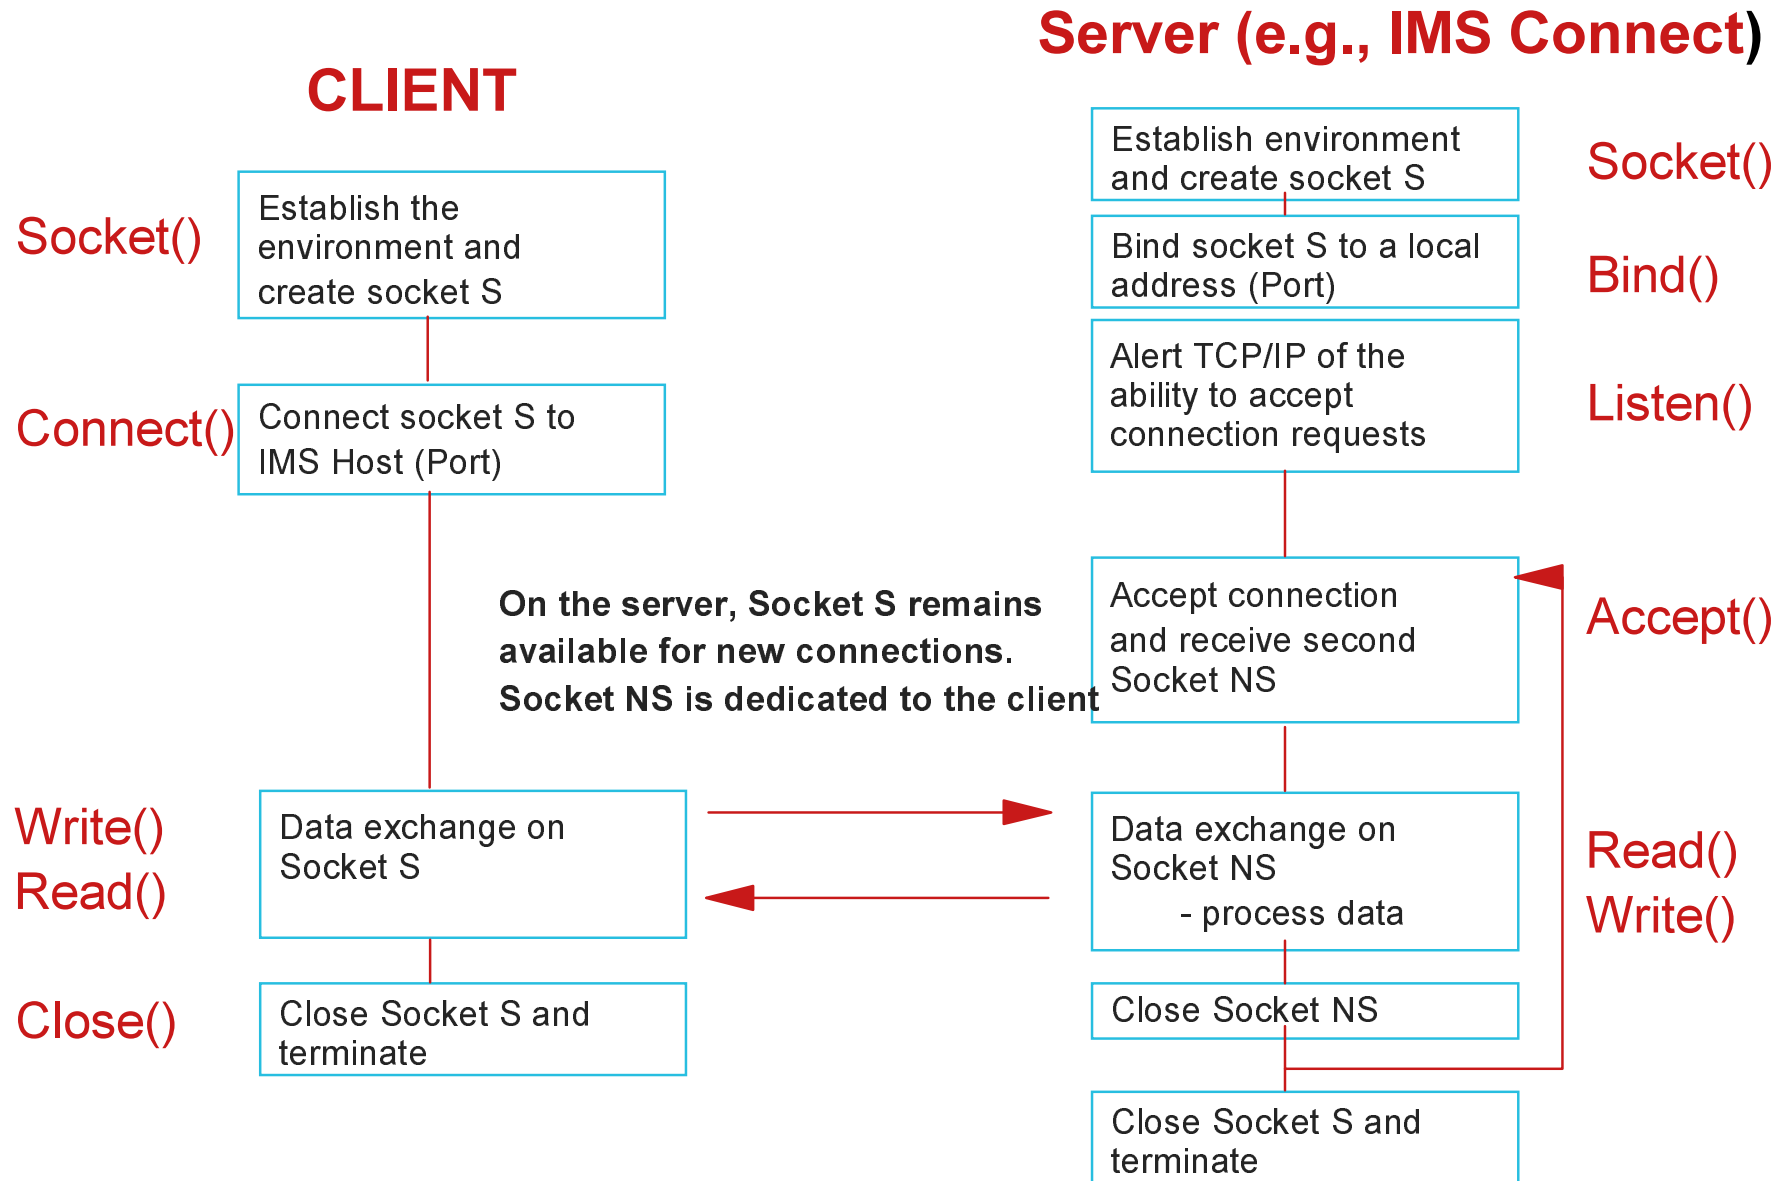 CLIENT
Socket()
Establish the
environment and
create socket S
Connect()
Connect socket S to
IMS Host (Port)
On the server, Socket S remains
available for new connections.
Socket NS is dedicated to the client
Write()
Read()
Data exchange on
Socket S
Close()
Close Socket S and
terminate
Server (e.g., IMS Connect)
Establish environment
and create socket S
Socket()
Bind socket S to a local
address (Port)
Bind()
Alert TCP/IP of the
ability to accept
connection requests
Listen()
Accept connection
and receive second
Socket NS
Accept()
Data exchange on
Socket NS
- process data
Read()
Write()
Close Socket NS
Close Socket S and
terminate